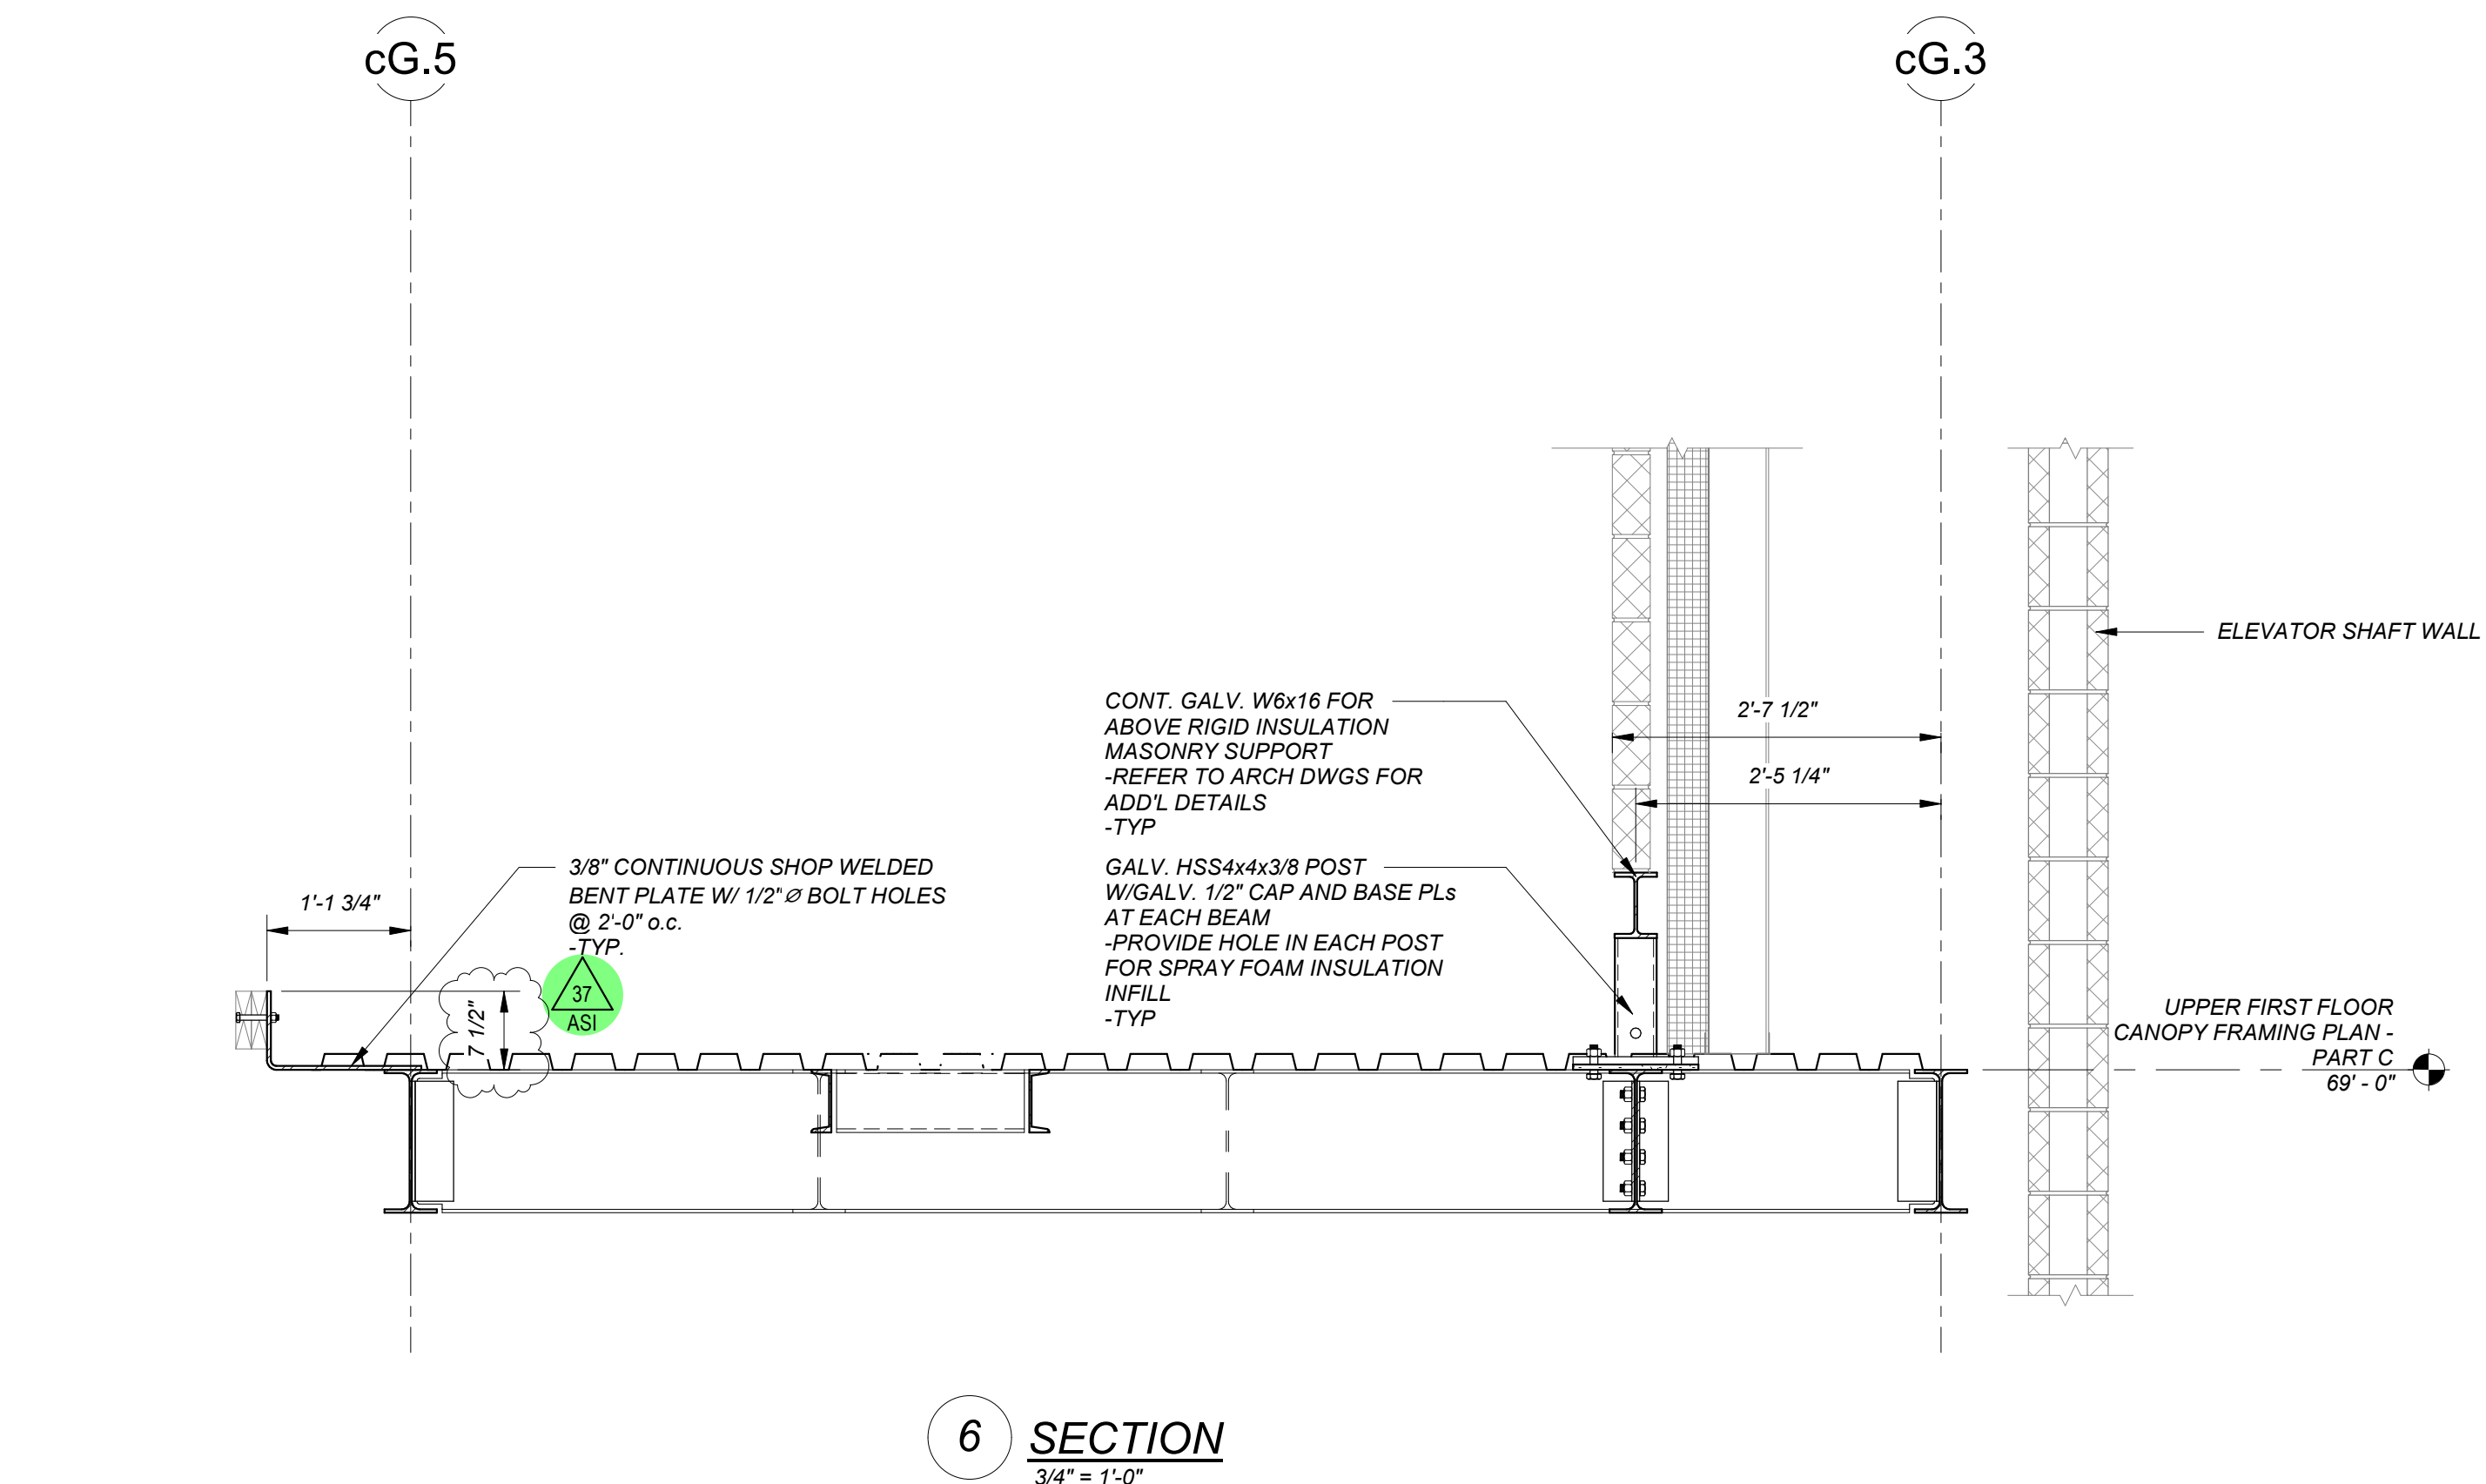 cG.5
cG.3
ELEVATOR SHAFT WALL
CONT. GALV. W6x16 FOR
ABOVE RIGID INSULATION
MASONRY SUPPORT
-REFER TO ARCH DWGS FOR
ADD'L DETAILS
-TYP
2'-7 1/2"
2'-5 1/4"
GALV. HSS4x4x3/8 POST
W/GALV. 1/2" CAP AND BASE PLs
AT EACH BEAM
-PROVIDE HOLE IN EACH POST
FOR SPRAY FOAM INSULATION
INFILL
-TYP
3/8" CONTINUOUS SHOP WELDED
BENT PLATE W/ 1/2"Ø BOLT HOLES
@ 2'-0" o.c.
-TYP.
1'-1 3/4"
37
ASI
7 1/2"
UPPER FIRST FLOOR
CANOPY FRAMING PLAN -
PART C
69' - 0"
6
SECTION
3/4" = 1'-0"